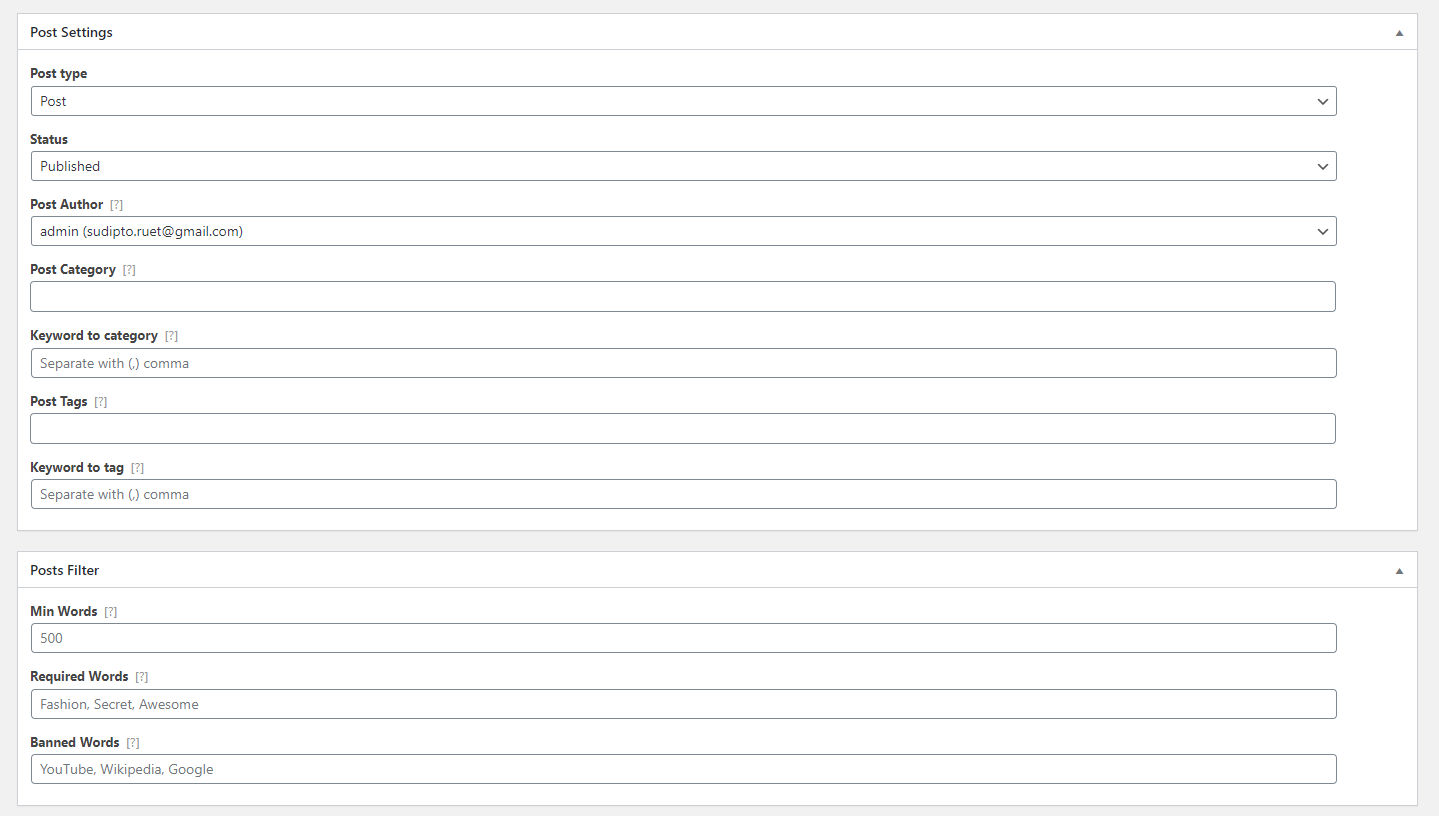 Post Settings
Post type
Post
Status
Published
Post Author [?]
admin (sudipto.ruet@gmail.com)
Post Category [?]
Keyword to category [?]
Separate with (,) comma
Post Tags [?]
Keyword to tag [?]
Separate with (,) comma
Posts Filter
Min Words [?]
500
Required Words [?]
Fashion, Secret, Awesome
Banned Words [?]
YouTube, Wikipedia, Google